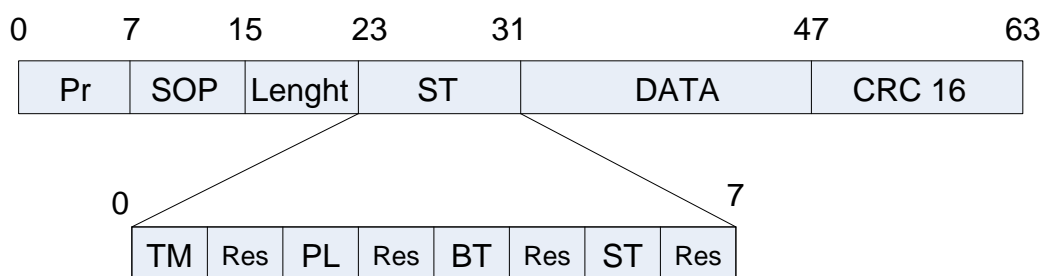 0 7 15 23 31 47 63
Pr SOP Lenght ST DATA CRC 16
0 7
TM Res PL Res BT Res ST Res